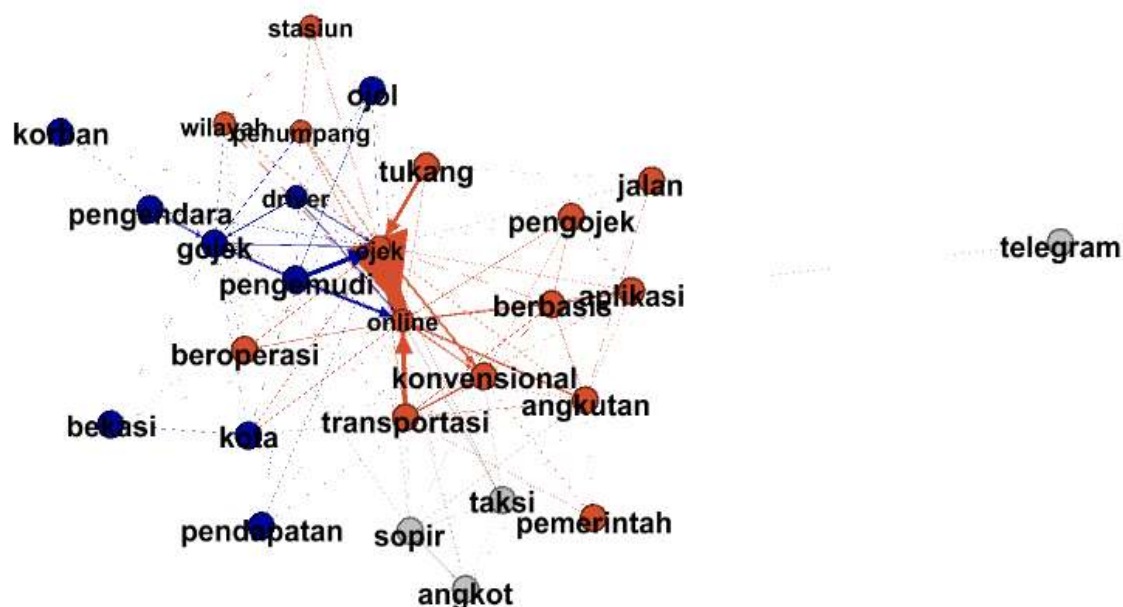 stasiun
ojol
korban
wilayah
penumpang
tukang
jalan
driver
pengendara
pengojek
gojek
ojek
telegram
pengemudi
aplikasi
berbasis
online
beroperasi
konvensional
angkutan
transportasi
bekasi
kota
taksi
pemerintah
pendapatan
sopir
angkot